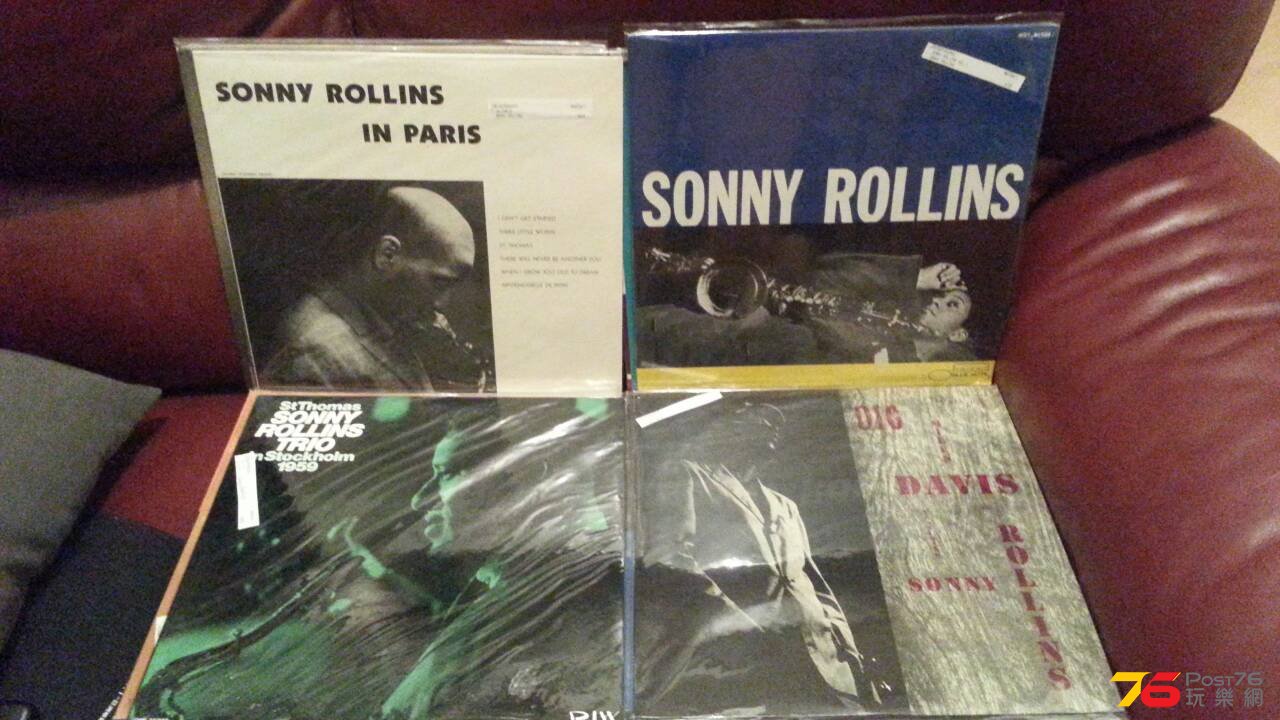 SONNY ROLLINS
IN PARIS
I CAN'T GET STARTED
THREE LITTLE WORDS
ST. THOMAS
THERE WILL NEVER BE ANOTHER YOU
WHEN I GROW TOO OLD TO DREAM
SONNY ROLLINS
St Thomas
SONNY
ROLLINS
TRIO
in Stockholm
1959
DIW
DIG
DAVIS
SONNY
ROLLINS
76 Post76
玩樂網